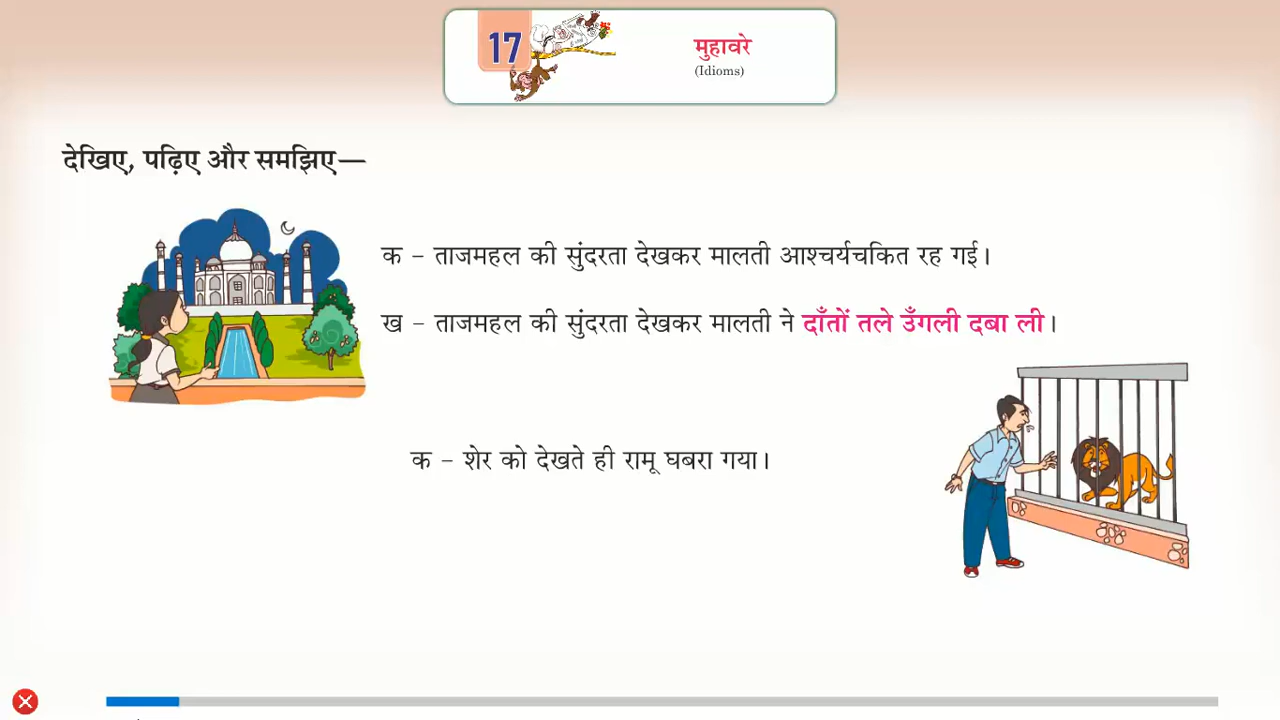 17
मुहावरे
(Idioms)
देखिए, पढ़िए और समझिए—
क – ताजमहल की सुंदरता देखकर मालती आश्चर्यचकित रह गई।
ख – ताजमहल की सुंदरता देखकर मालती ने दाँतों तले उँगली दबा ली।
क – शेर को देखते ही रामू घबरा गया।